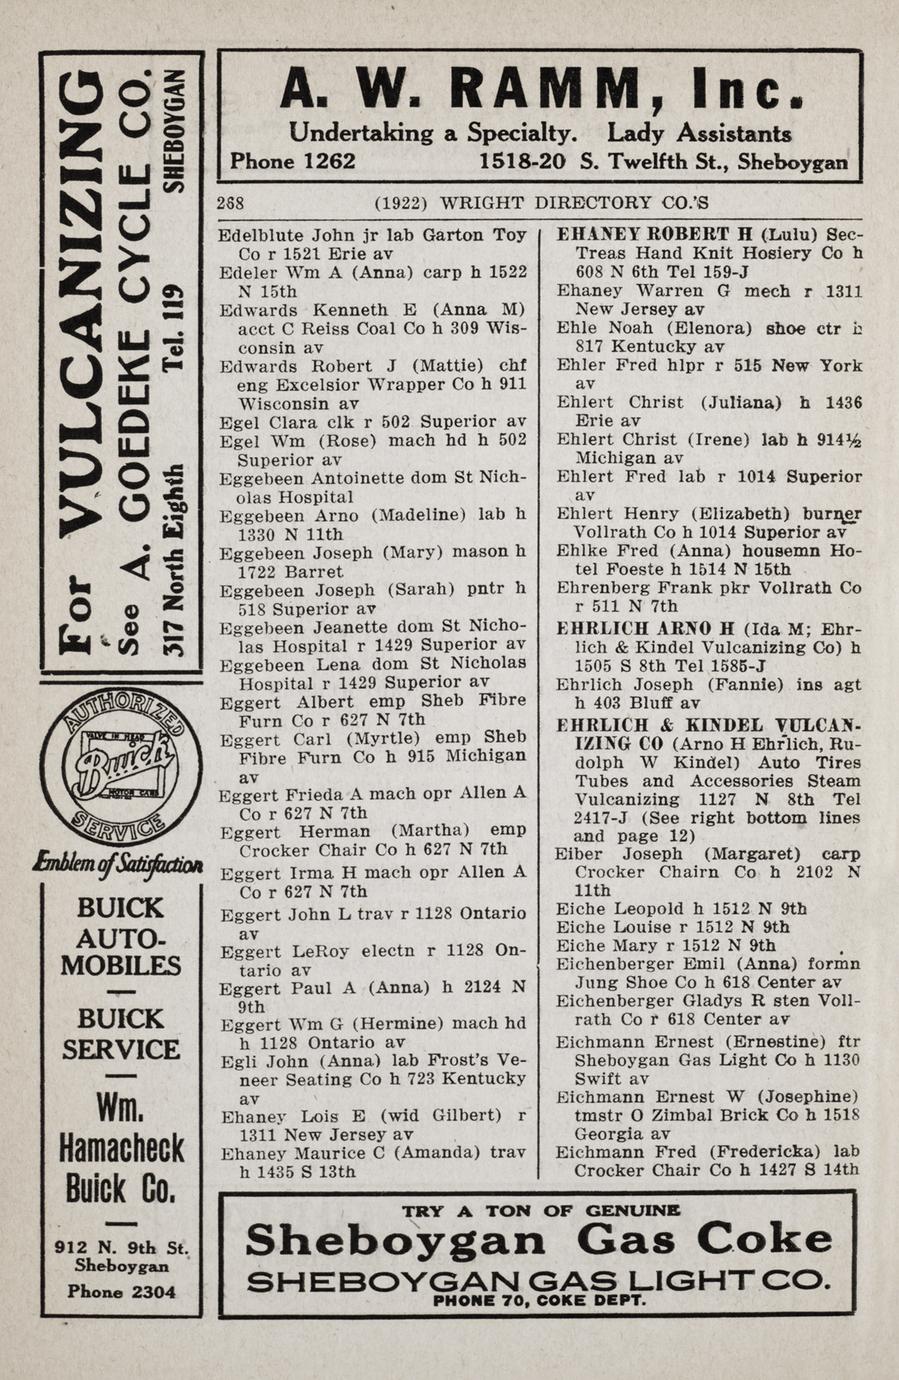 For VULCANIZING
See A. GOEDEKE CYCLE CO.
317 North Eighth Tel. 119 SHEBOYGAN
AUTHORIZED
VALVE IN HEAD
Buick
MOTOR CARS
SERVICE
Emblem of Satisfaction
BUICK
AUTO-
MOBILES
BUICK
SERVICE
Wm.
Hamacheck
Buick Co.
912 N. 9th St.
Sheboygan
Phone 2304
A. W. RAMM, Inc.
Undertaking a Specialty. Lady Assistants
Phone 1262 1518-20 S. Twelfth St., Sheboygan
268 (1922) WRIGHT DIRECTORY CO.'S
Edelblute John jr lab Garton Toy
Co r 1521 Erie av
Edeler Wm A (Anna) carp h 1522
N 15th
Edwards Kenneth E (Anna M)
acct C Reiss Coal Co h 309 Wis-
consin av
Edwards Robert J (Mattie) chf
eng Excelsior Wrapper Co h 911
Wisconsin av
Egel Clara clk r 502 Superior av
Egel Wm (Rose) mach hd h 502
Superior av
Eggebeen Antoinette dom St Nich-
olas Hospital
Eggebeen Arno (Madeline) lab h
1330 N 11th
Eggebeen Joseph (Mary) mason h
1722 Barret
Eggebeen Joseph (Sarah) pntr h
518 Superior av
Eggebeen Jeanette dom St Nicho-
las Hospital r 1429 Superior av
Eggebeen Lena dom St Nicholas
Hospital r 1429 Superior av
Eggert Albert emp Sheb Fibre
Furn Co r 627 N 7th
Eggert Carl (Myrtle) emp Sheb
Fibre Furn Co h 915 Michigan
av
Eggert Frieda A mach opr Allen A
Co r 627 N 7th
Eggert Herman (Martha) emp
Crocker Chair Co h 627 N 7th
Eggert Irma H mach opr Allen A
Co r 627 N 7th
Eggert John L trav r 1128 Ontario
av
Eggert LeRoy electn r 1128 On-
tario av
Eggert Paul A (Anna) h 2124 N
9th
Eggert Wm G (Hermine) mach hd
h 1128 Ontario av
Egli John (Anna) lab Frost's Ve-
neer Seating Co h 723 Kentucky
av
Ehaney Lois E (wid Gilbert) r
1311 New Jersey av
Ehaney Maurice C (Amanda) trav
h 1435 S 13th
EHANEY ROBERT H (Lulu) Sec-
Treas Hand Knit Hosiery Co h
608 N 6th Tel 159-J
Ehaney Warren G mech r 1311
New Jersey av
Ehle Noah (Elenora) shoe ctr h
817 Kentucky av
Ehler Fred hlpr r 515 New York
av
Ehlert Christ (Juliana) h 1436
Erie av
Ehlert Christ (Irene) lab h 914½
Michigan av
Ehlert Fred lab r 1014 Superior
av
Ehlert Henry (Elizabeth) burner
Vollrath Co h 1014 Superior av
Ehlke Fred (Anna) housemn Ho-
tel Foeste h 1514 N 15th
Ehrenberg Frank pkr Vollrath Co
r 511 N 7th
EHRLICH ARNO H (Ida M; Ehr-
lich & Kindel Vulcanizing Co) h
1505 S 8th Tel 1585-J
Ehrlich Joseph (Fannie) ins agt
h 403 Bluff av
EHRLICH & KINDEL VULCAN-
IZING CO (Arno H Ehrlich, Ru-
dolph W Kindel) Auto Tires
Tubes and Accessories Steam
Vulcanizing 1127 N 8th Tel
2417-J (See right bottom lines
and page 12)
Eiber Joseph (Margaret) carp
Crocker Chairn Co h 2102 N
11th
Eiche Leopold h 1512 N 9th
Eiche Louise r 1512 N 9th
Eiche Mary r 1512 N 9th
Eichenberger Emil (Anna) formn
Jung Shoe Co h 618 Center av
Eichenberger Gladys R sten Voll-
rath Co r 618 Center av
Eichmann Ernest (Ernestine) ftr
Sheboygan Gas Light Co h 1130
Swift av
Eichmann Ernest W (Josephine)
tmstr O Zimbal Brick Co h 1518
Georgia av
Eichmann Fred (Fredericka) lab
Crocker Chair Co h 1427 S 14th
TRY A TON OF GENUINE
Sheboygan Gas Coke
SHEBOYGAN GAS LIGHT CO.
PHONE 70, COKE DEPT.